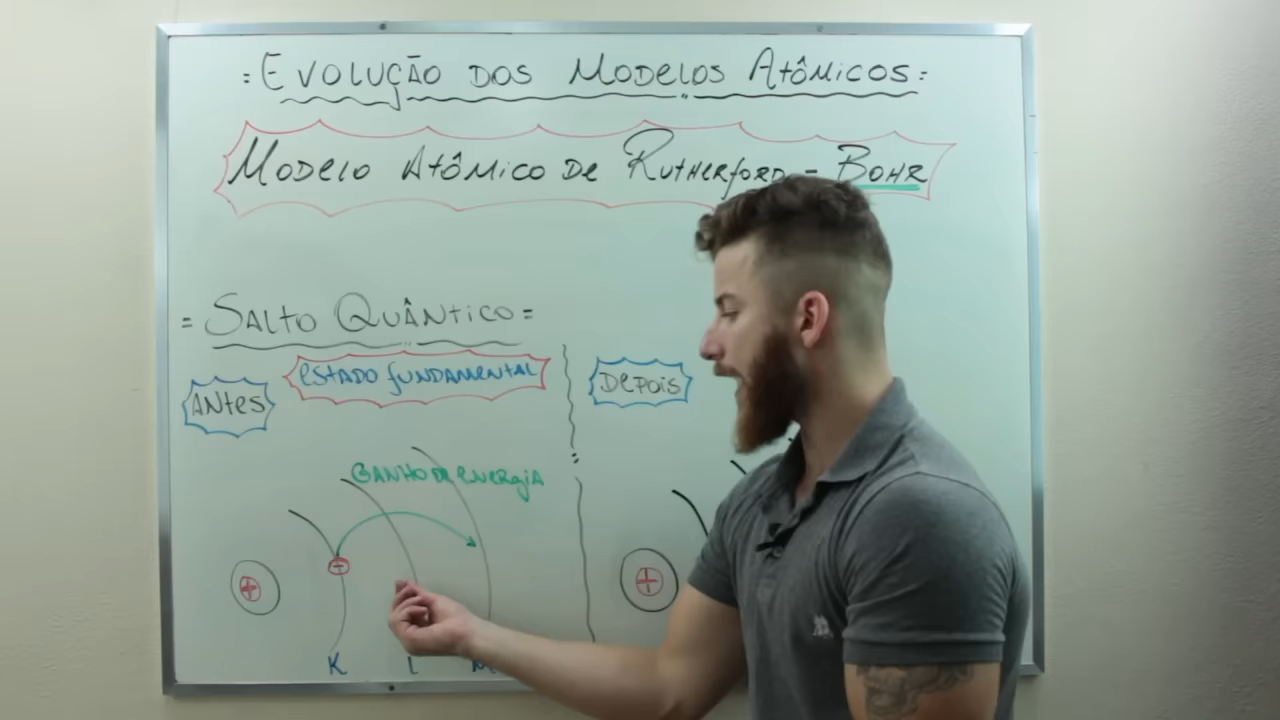 = EVOLUÇÃO DOS MODELOS ATÔMICOS =
MODELO ATÔMICO DE RUTHERFORD - BOHR
= SALTO QUÂNTICO =
ESTADO FUNDAMENTAL
ANTES
DEPOIS
GANHO DE ENERGIA
+
-
+
K L M